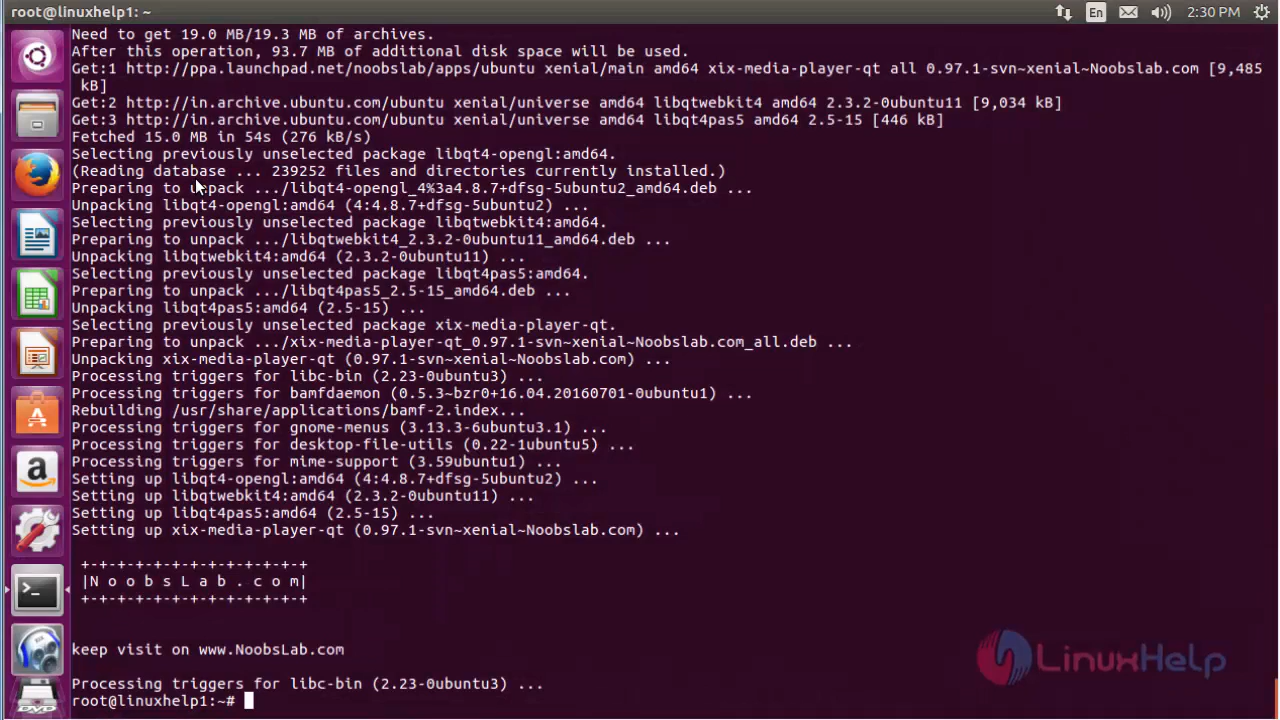 root@linuxhelp1: ~
En
2:30 PM
Need to get 19.0 MB/19.3 MB of archives.
After this operation, 93.7 MB of additional disk space will be used.
Get:1 http://ppa.launchpad.net/noobslab/apps/ubuntu xenial/main amd64 xix-media-player-qt all 0.97.1-svn~xenial~Noobslab.com [9,485
kB]
Get:2 http://in.archive.ubuntu.com/ubuntu xenial/universe amd64 libqtwebkit4 amd64 2.3.2-0ubuntu11 [9,034 kB]
Get:3 http://in.archive.ubuntu.com/ubuntu xenial/universe amd64 libqt4pas5 amd64 2.5-15 [446 kB]
Fetched 15.0 MB in 54s (276 kB/s)
Selecting previously unselected package libqt4-opengl:amd64.
(Reading database ... 239252 files and directories currently installed.)
Preparing to unpack .../libqt4-opengl_4%3a4.8.7+dfsg-5ubuntu2_amd64.deb ...
Unpacking libqt4-opengl:amd64 (4:4.8.7+dfsg-5ubuntu2) ...
Selecting previously unselected package libqtwebkit4:amd64.
Preparing to unpack .../libqtwebkit4_2.3.2-0ubuntu11_amd64.deb ...
Unpacking libqtwebkit4:amd64 (2.3.2-0ubuntu11) ...
Selecting previously unselected package libqt4pas5:amd64.
Preparing to unpack .../libqt4pas5_2.5-15_amd64.deb ...
Unpacking libqt4pas5:amd64 (2.5-15) ...
Selecting previously unselected package xix-media-player-qt.
Preparing to unpack .../xix-media-player-qt_0.97.1-svn~xenial~Noobslab.com_all.deb ...
Unpacking xix-media-player-qt (0.97.1-svn~xenial~Noobslab.com) ...
Processing triggers for libc-bin (2.23-0ubuntu3) ...
Processing triggers for bamfdaemon (0.5.3~bzr0+16.04.20160701-0ubuntu1) ...
Rebuilding /usr/share/applications/bamf-2.index...
Processing triggers for gnome-menus (3.13.3-6ubuntu3.1) ...
Processing triggers for desktop-file-utils (0.22-1ubuntu5) ...
Processing triggers for mime-support (3.59ubuntu1) ...
Setting up libqt4-opengl:amd64 (4:4.8.7+dfsg-5ubuntu2) ...
Setting up libqtwebkit4:amd64 (2.3.2-0ubuntu11) ...
Setting up libqt4pas5:amd64 (2.5-15) ...
Setting up xix-media-player-qt (0.97.1-svn~xenial~Noobslab.com) ...
+-+-+-+-+-+-+-+-+-+-+-+-+
|N o o b s L a b . c o m|
+-+-+-+-+-+-+-+-+-+-+-+-+
keep visit on www.NoobsLab.com
LinuxHelp
Processing triggers for libc-bin (2.23-0ubuntu3) ...
root@linuxhelp1:~#